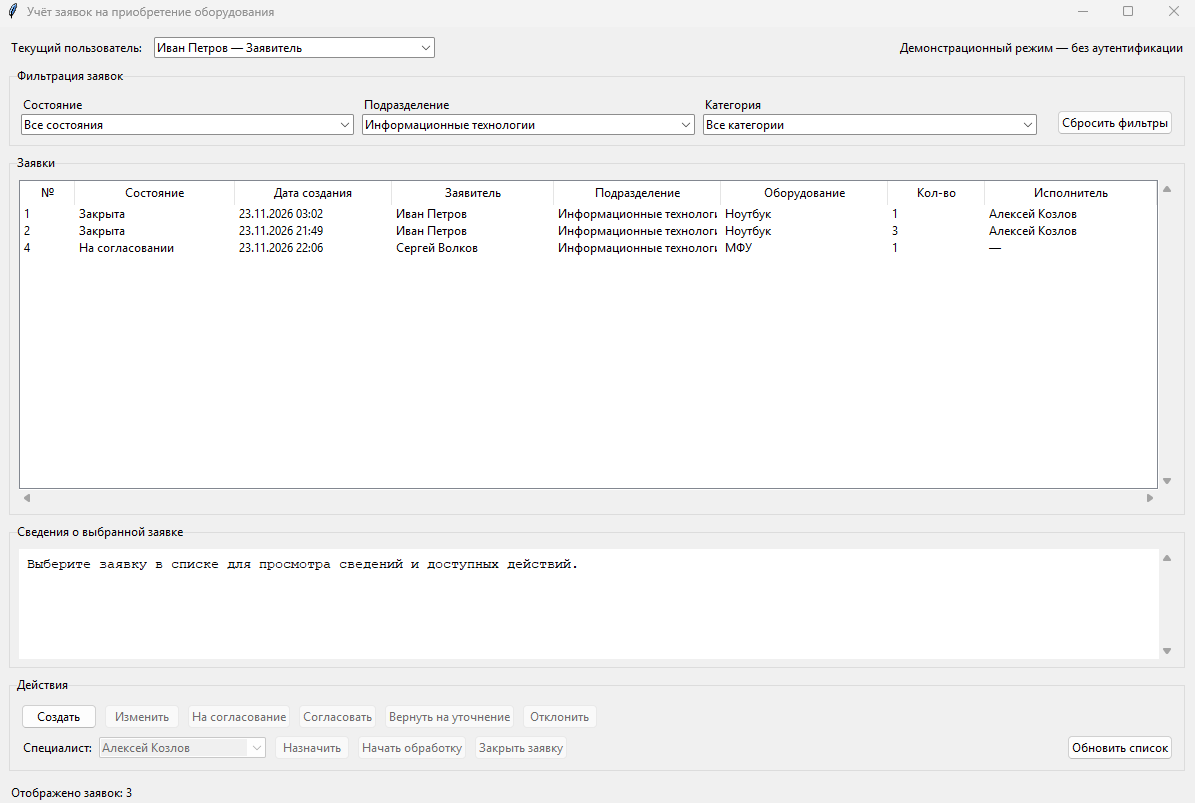 Учёт заявок на приобретение оборудования
Текущий пользователь: Иван Петров — Заявитель Демонстрационный режим — без аутентификации
Фильтрация заявок
Состояние Подразделение Категория
Все состояния Информационные технологии Все категории Сбросить фильтры
Заявки
№ Состояние Дата создания Заявитель Подразделение Оборудование Кол-во Исполнитель
1 Закрыта 23.11.2026 03:02 Иван Петров Информационные технологи Ноутбук 1 Алексей Козлов
2 Закрыта 23.11.2026 21:49 Иван Петров Информационные технологи Ноутбук 3 Алексей Козлов
4 На согласовании 23.11.2026 22:06 Сергей Волков Информационные технологи МФУ 1 —
Сведения о выбранной заявке
Выберите заявку в списке для просмотра сведений и доступных действий.
Действия
Создать Изменить На согласование Согласовать Вернуть на уточнение Отклонить
Специалист: Алексей Козлов Назначить Начать обработку Закрыть заявку Обновить список
Отображено заявок: 3